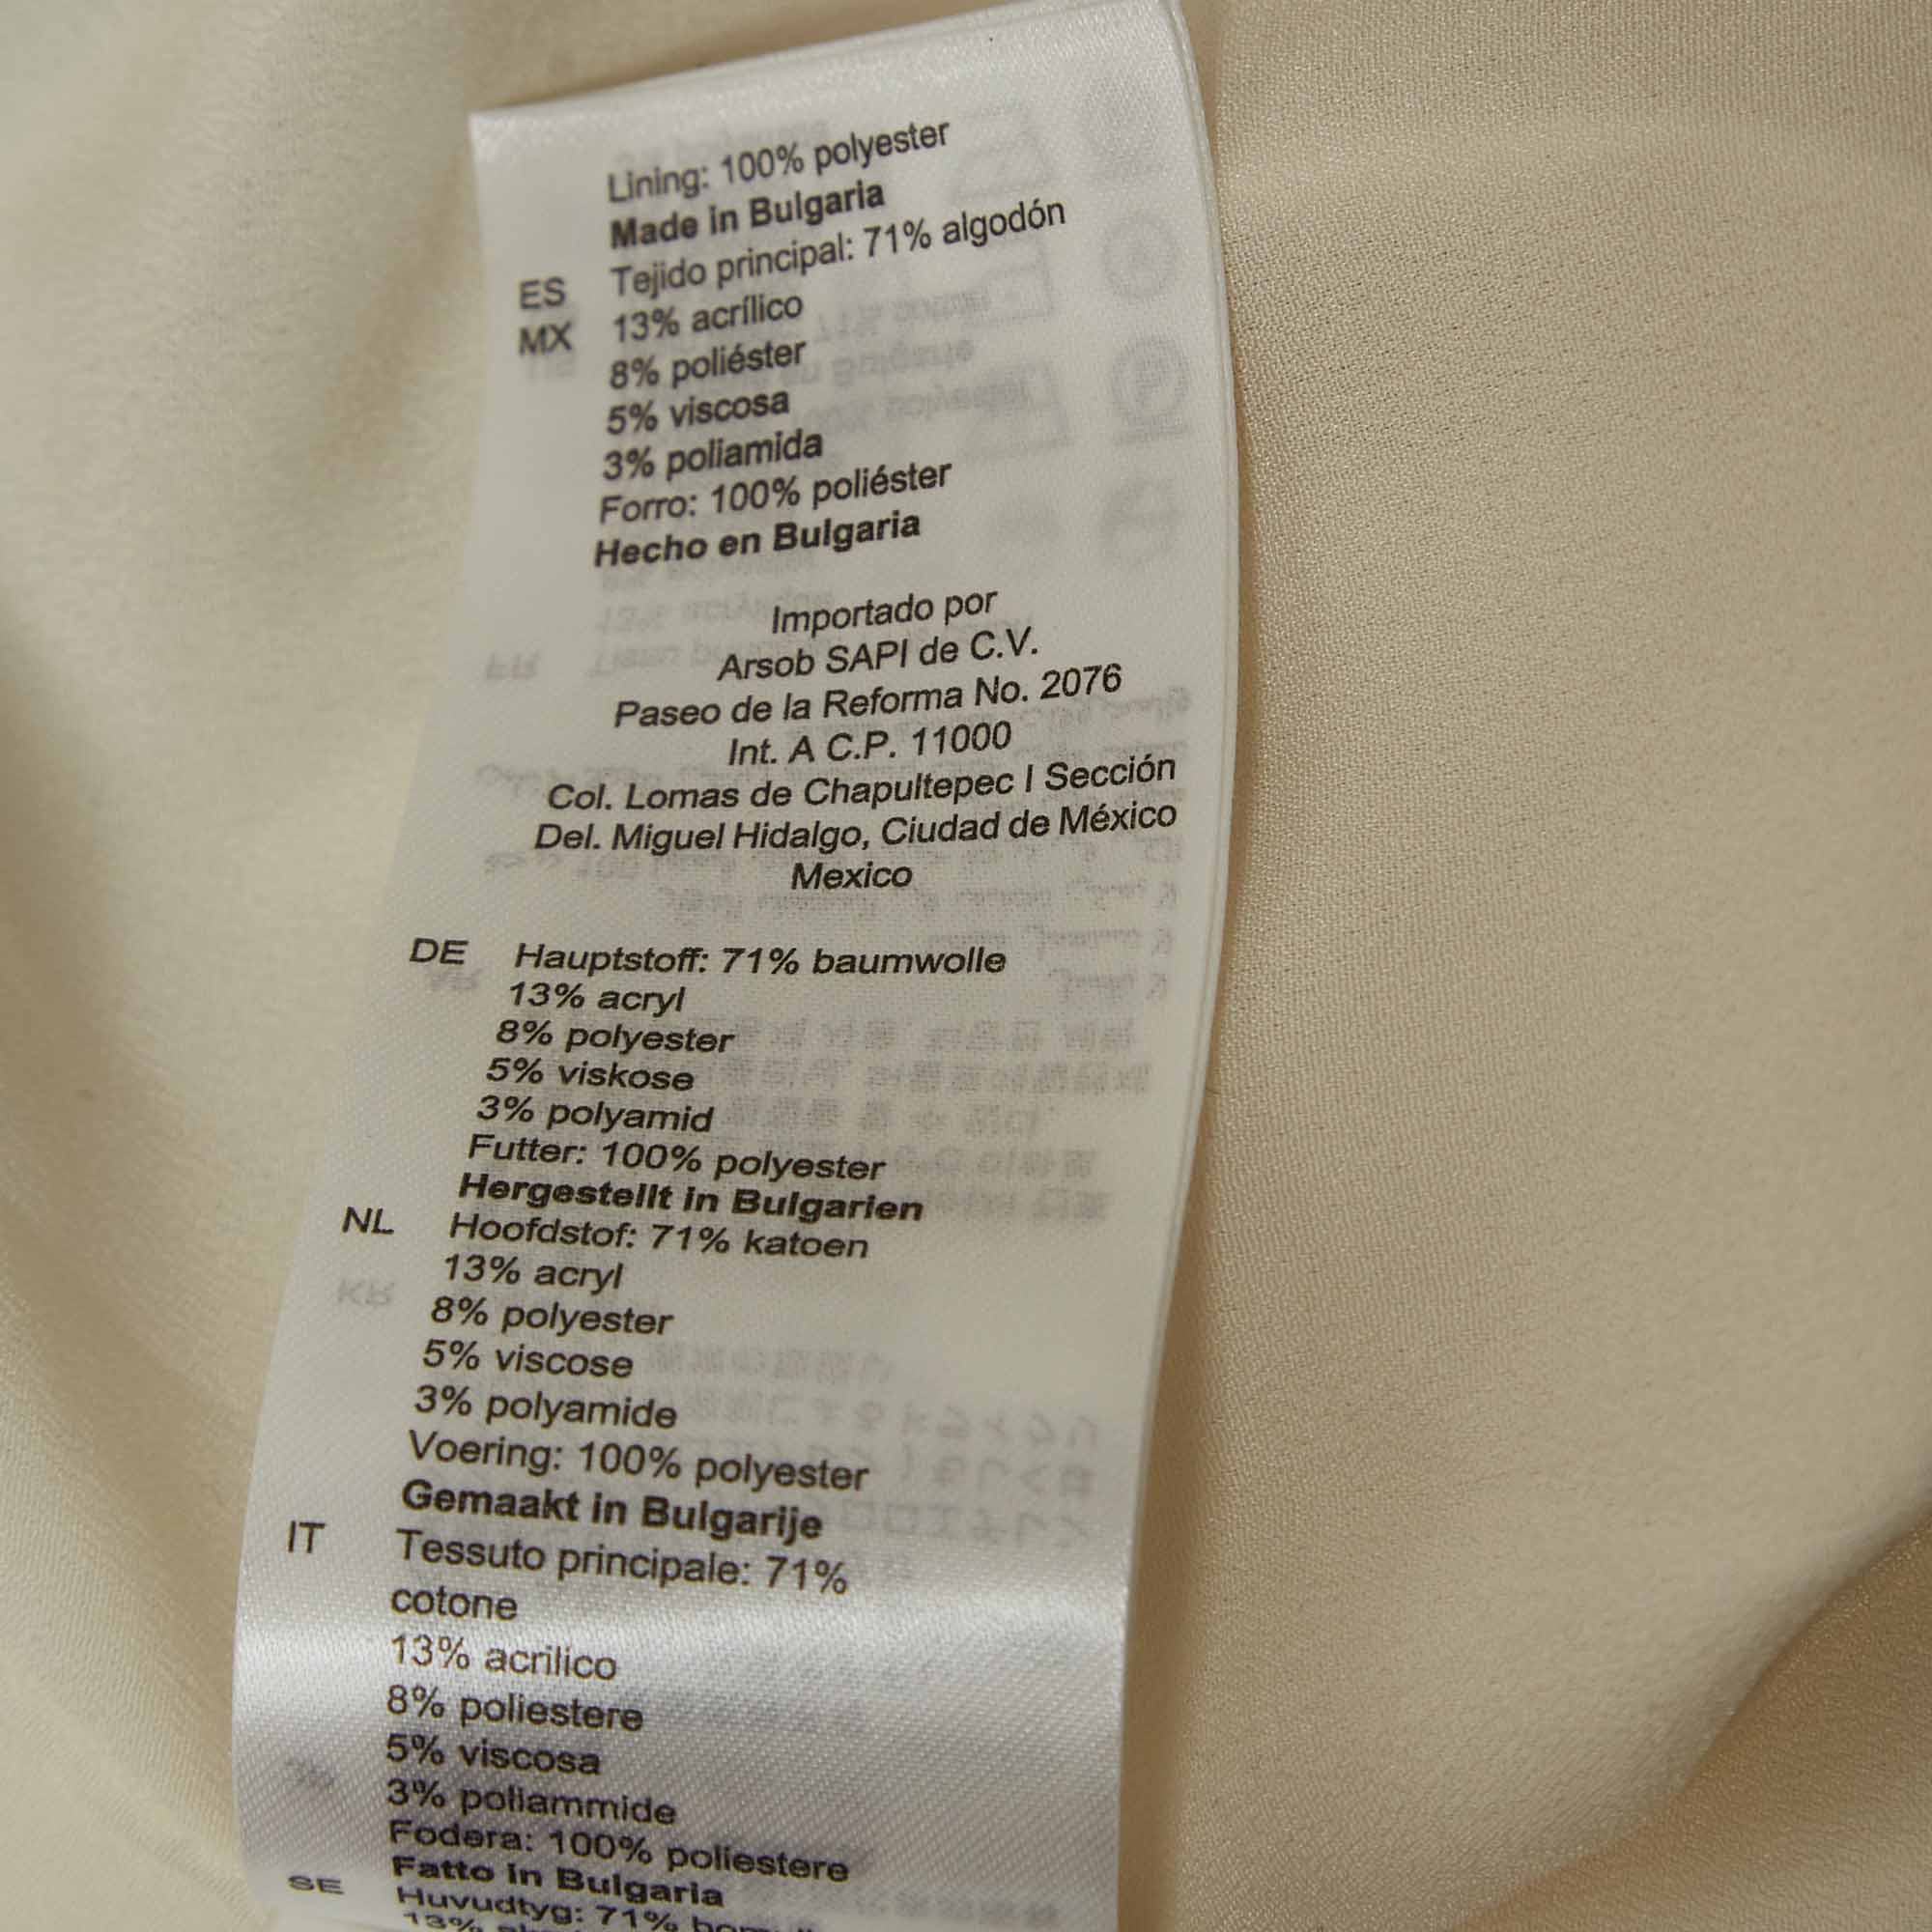 Lining: 100% polyester
Made in Bulgaria
ES Tejido principal: 71% algodón
MX 13% acrílico
8% poliéster
5% viscosa
3% poliamida
Forro: 100% poliéster
Hecho en Bulgaria
Importado por
Arsob SAPI de C.V.
Paseo de la Reforma No. 2076
Int. A C.P. 11000
Col. Lomas de Chapultepec I Sección
Del. Miguel Hidalgo, Ciudad de México
Mexico
DE Hauptstoff: 71% baumwolle
13% acryl
8% polyester
5% viskose
3% polyamid
Futter: 100% polyester
Hergestellt in Bulgarien
NL Hoofdstof: 71% katoen
13% acryl
8% polyester
5% viscose
3% polyamide
Voering: 100% polyester
Gemaakt in Bulgarije
IT Tessuto principale: 71%
cotone
13% acrilico
8% poliestere
5% viscosa
3% poliammide
Fodera: 100% poliestere
Fatto in Bulgaria
SE Huvudtyg: 71%
13%